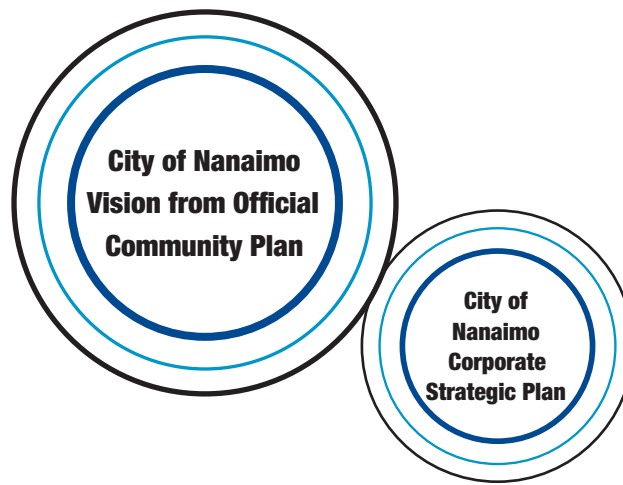 City of Nanaimo
Vision from Official
Community Plan
City of
Nanaimo
Corporate
Strategic Plan